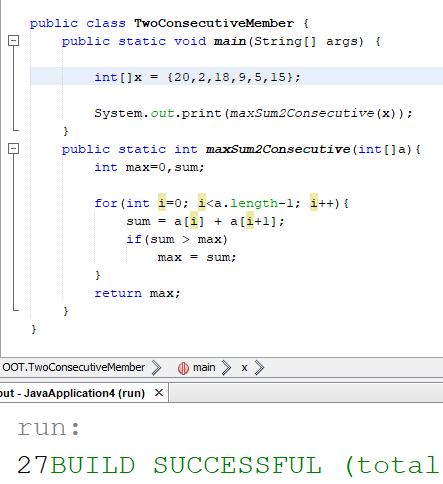 public class TwoConsecutiveMember {
public static void main(String[] args) {
int[]x = {20,2,18,9,5,15};
System.out.print(maxSum2Consecutive(x));
}
public static int maxSum2Consecutive(int[]a){
int max=0,sum;
for(int i=0; i<a.length-1; i++){
sum = a[i] + a[i+1];
if(sum > max)
max = sum;
}
return max;
}
}
OOT.TwoConsecutiveMember main x
out - JavaApplication4 (run) ×
run:
27BUILD SUCCESSFUL (total